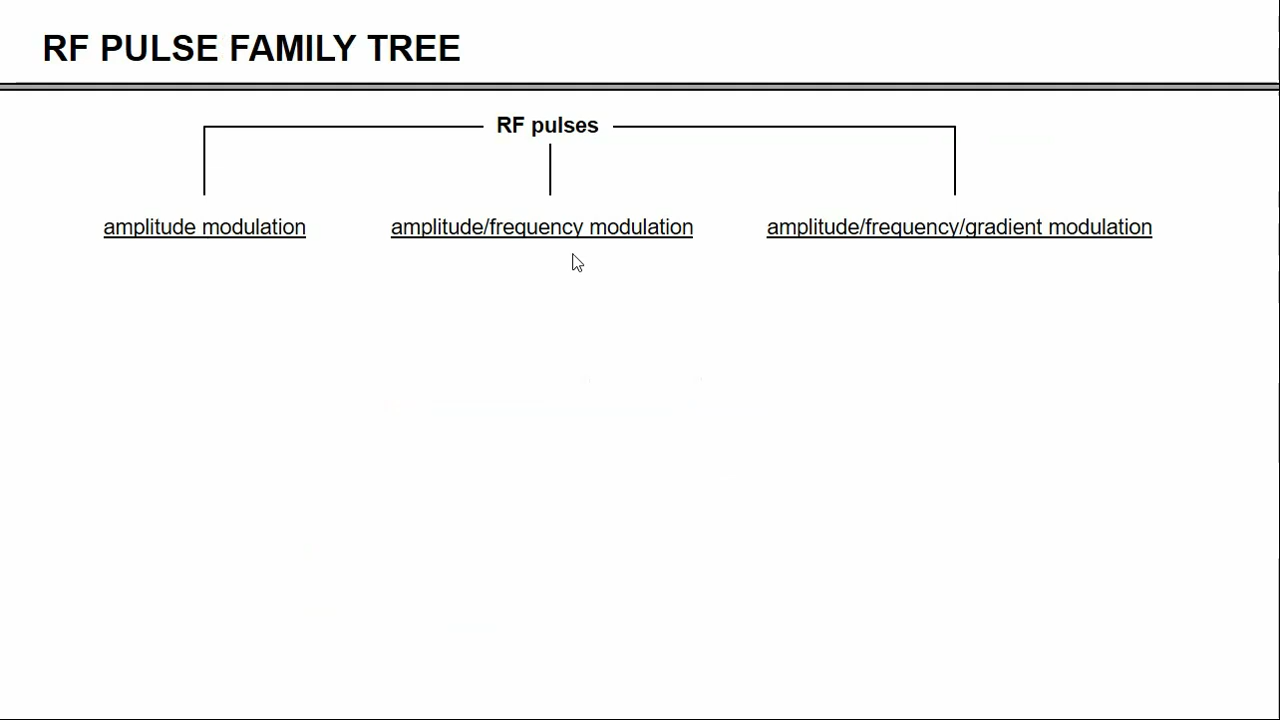 RF PULSE FAMILY TREE
RF pulses
amplitude modulation
amplitude/frequency modulation
amplitude/frequency/gradient modulation